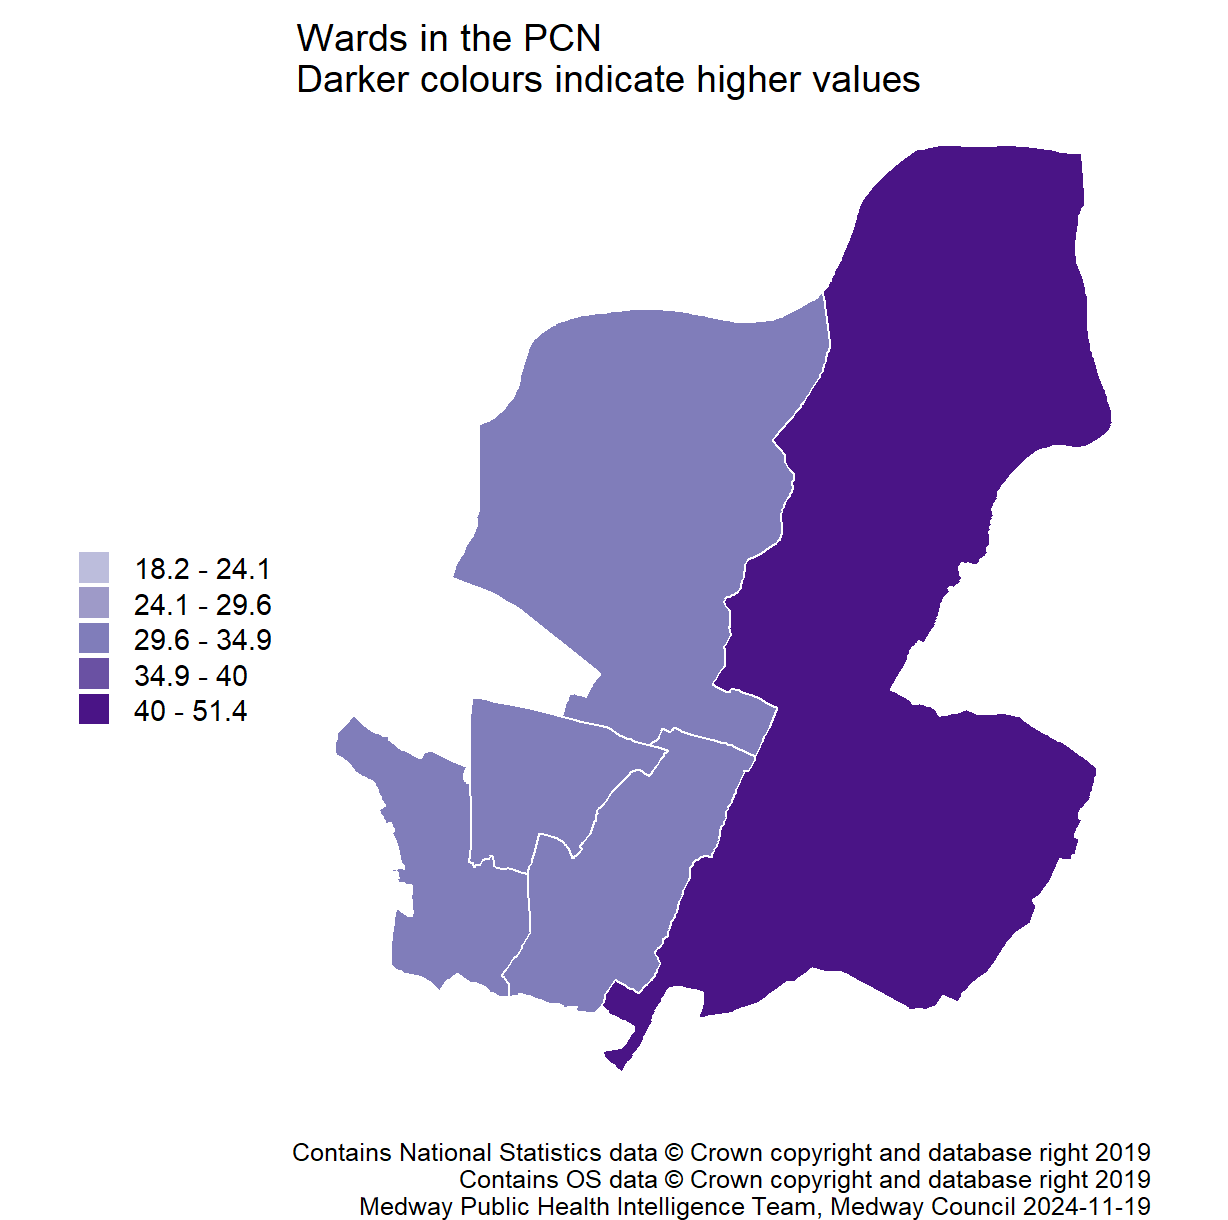 Wards in the PCN
Darker colours indicate higher values
18.2 - 24.1
24.1 - 29.6
29.6 - 34.9
34.9 - 40
40 - 51.4
Contains National Statistics data © Crown copyright and database right 2019
Contains OS data © Crown copyright and database right 2019
Medway Public Health Intelligence Team, Medway Council 2024-11-19